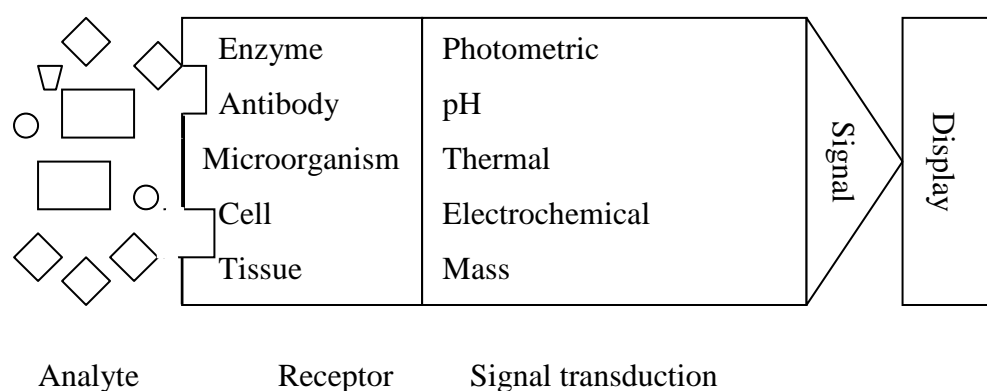 Enzyme Photometric
Antibody pH
Microorganism Thermal
Cell Electrochemical
Tissue Mass
Signal
Display
Analyte Receptor Signal transduction